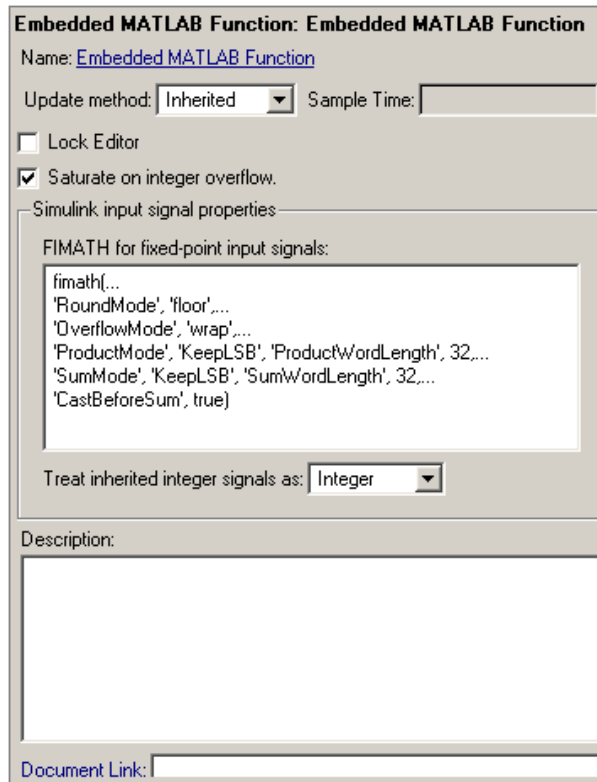 Embedded MATLAB Function: Embedded MATLAB Function
Name: Embedded MATLAB Function
Update method: Inherited Sample Time:
Lock Editor
Saturate on integer overflow.
Simulink input signal properties
FIMATH for fixed-point input signals:
fimath(...
'RoundMode', 'floor',...
'OverflowMode', 'wrap',...
'ProductMode', 'KeepLSB', 'ProductWordLength', 32,...
'SumMode', 'KeepLSB', 'SumWordLength', 32,...
'CastBeforeSum', true)
Treat inherited integer signals as: Integer
Description:
Document Link: